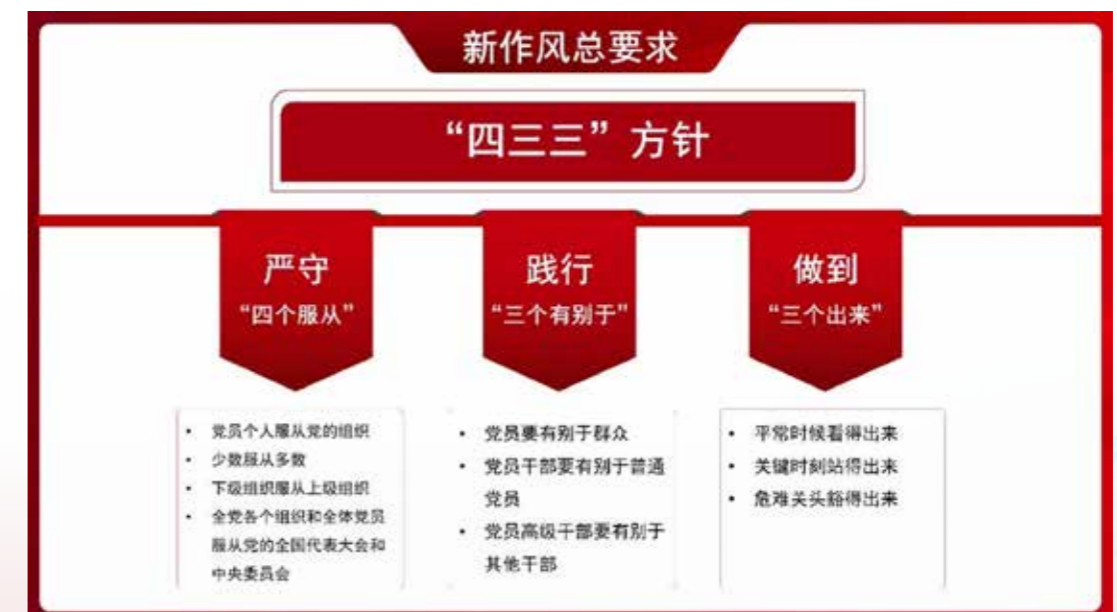 新作风总要求
“四三三”方针
严守
“四个服从”
践行
“三个有别于”
做到
“三个出来”
• 党员个人服从党的组织
• 少数服从多数
• 下级组织服从上级组织
• 全党各个组织和全体党员
服从党的全国代表大会和
中央委员会
• 党员要有别于群众
• 党员干部要有别于普通
党员
• 党员高级干部要有别于
其他干部
• 平常时候看得出来
• 关键时刻站得出来
• 危难关头豁得出来